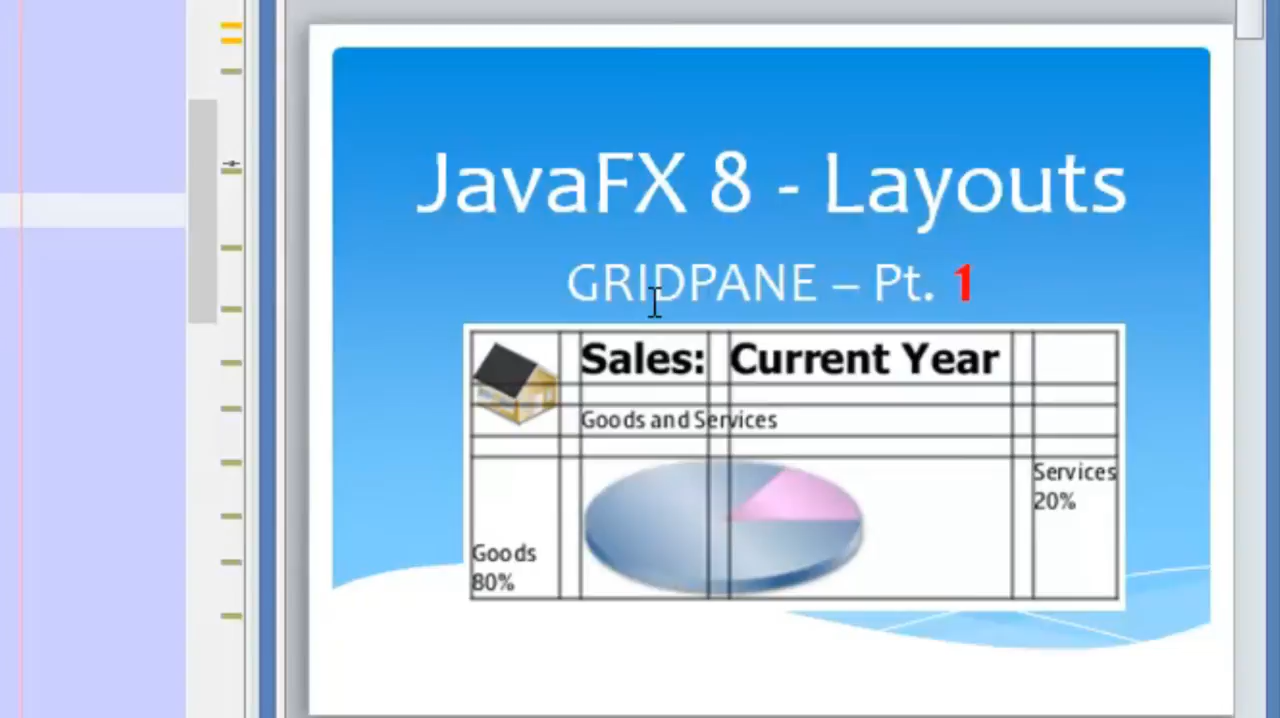 JavaFX 8 - Layouts
GRIDPANE – Pt. 1
Sales: Current Year
Goods and Services
Services
20%
Goods
80%